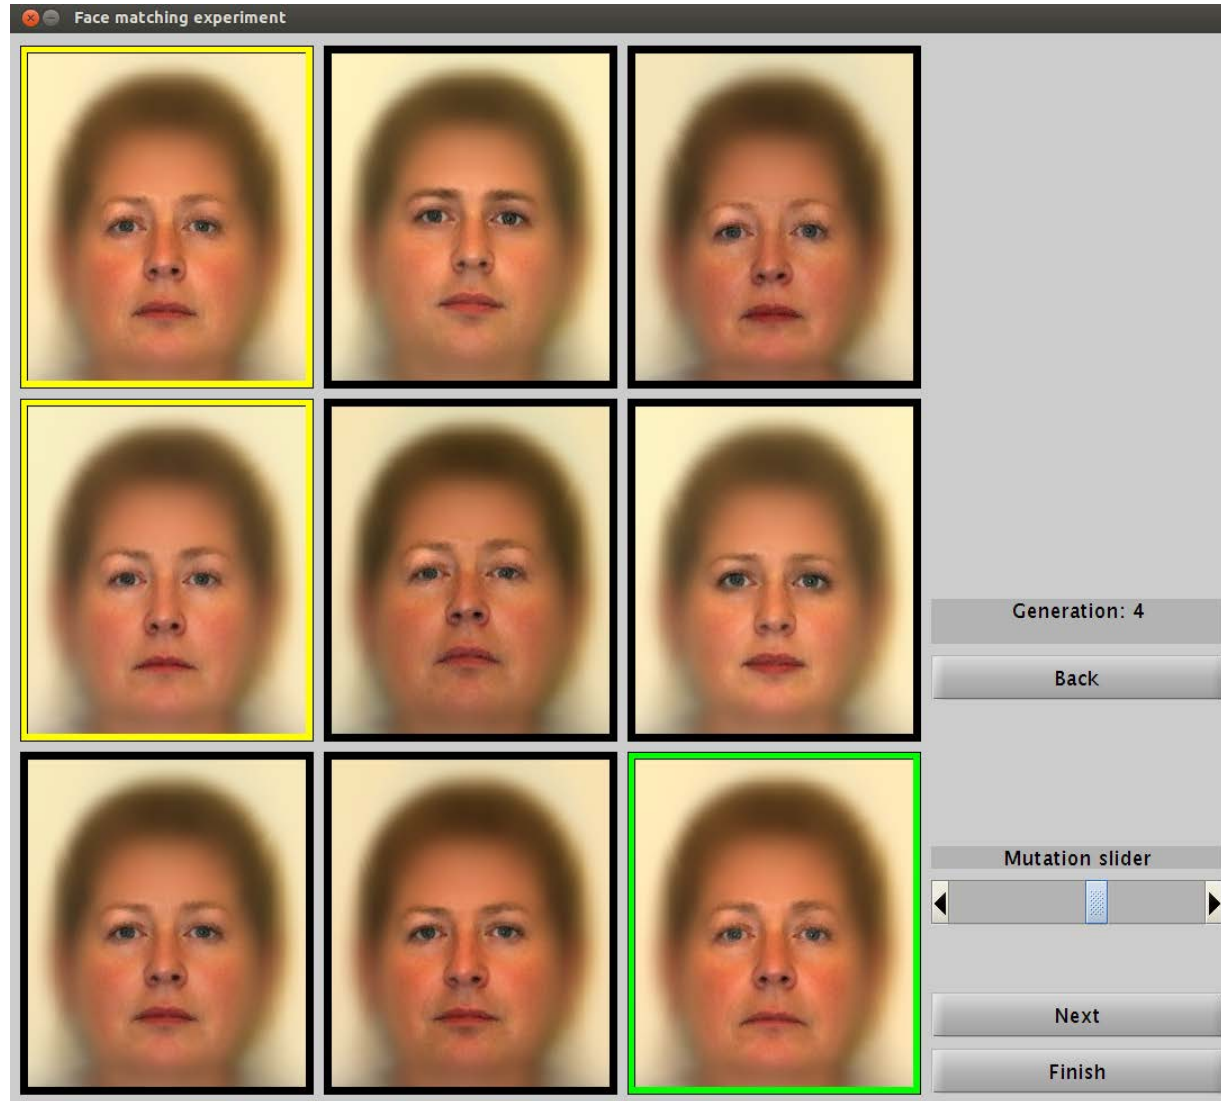 Face matching experiment
Generation: 4
Back
Mutation slider
Next
Finish